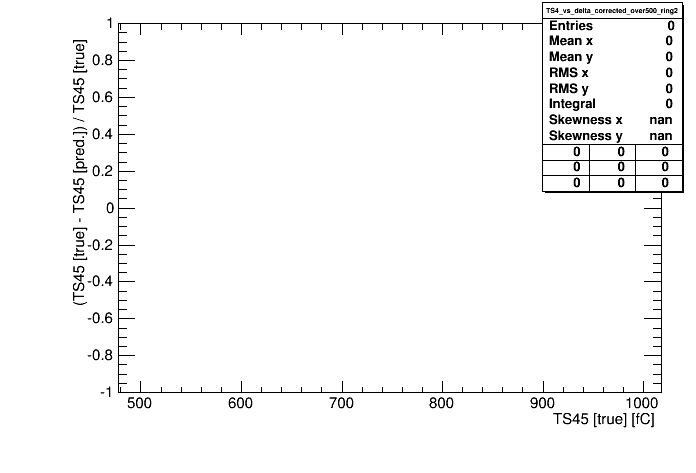 TS4_vs_delta_corrected_over500_ring2
Entries 0
Mean x 0
Mean y 0
RMS x 0
RMS y 0
Integral 0
Skewness x nan
Skewness y nan
0 0 0
0 0 0
0 0 0
(TS45 [true] - TS45 [pred.]) / TS45 [true]
1
0.8
0.6
0.4
0.2
0
-0.2
-0.4
-0.6
-0.8
-1
500 600 700 800 900 1000
TS45 [true] [fC]